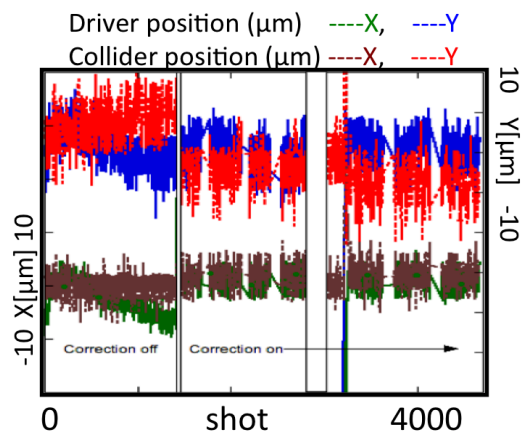 Driver position (µm) ----X, ----Y
Collider position (µm) ----X, ----Y
10
Y[µm]
-10
-10 X[µm] 10
Correction off
Correction on
0 shot 4000